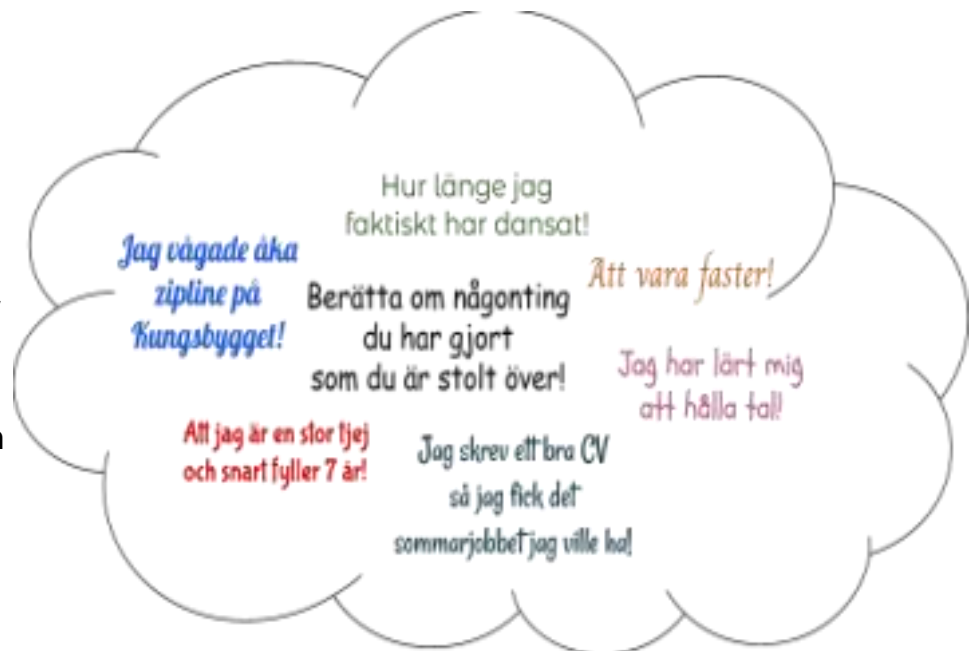 Hur länge jag
faktiskt har dansat!
Jag vågade åka
zipline på
Kungsbygget!
Berätta om någonting
du har gjort
som du är stolt över!
Att vara faster!
Jag har lärt mig
att hålla tal!
Att jag är en stor tjej
och snart fyller 7 år!
Jag skrev ett bra CV
så jag fick det
sommarjobbet jag ville ha!